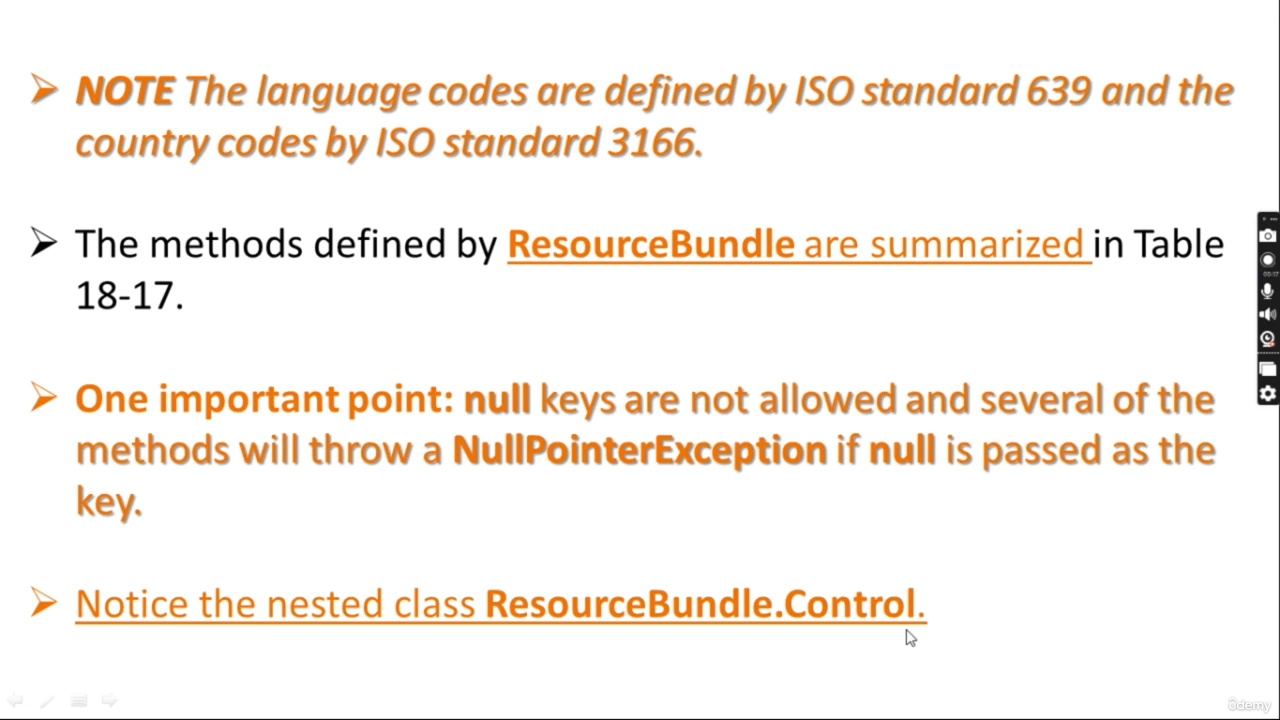 ➢ NOTE The language codes are defined by ISO standard 639 and the
country codes by ISO standard 3166.
➢ The methods defined by ResourceBundle are summarized in Table
18-17.
➢ One important point: null keys are not allowed and several of the
methods will throw a NullPointerException if null is passed as the
key.
➢ Notice the nested class ResourceBundle.Control.
ûdemy